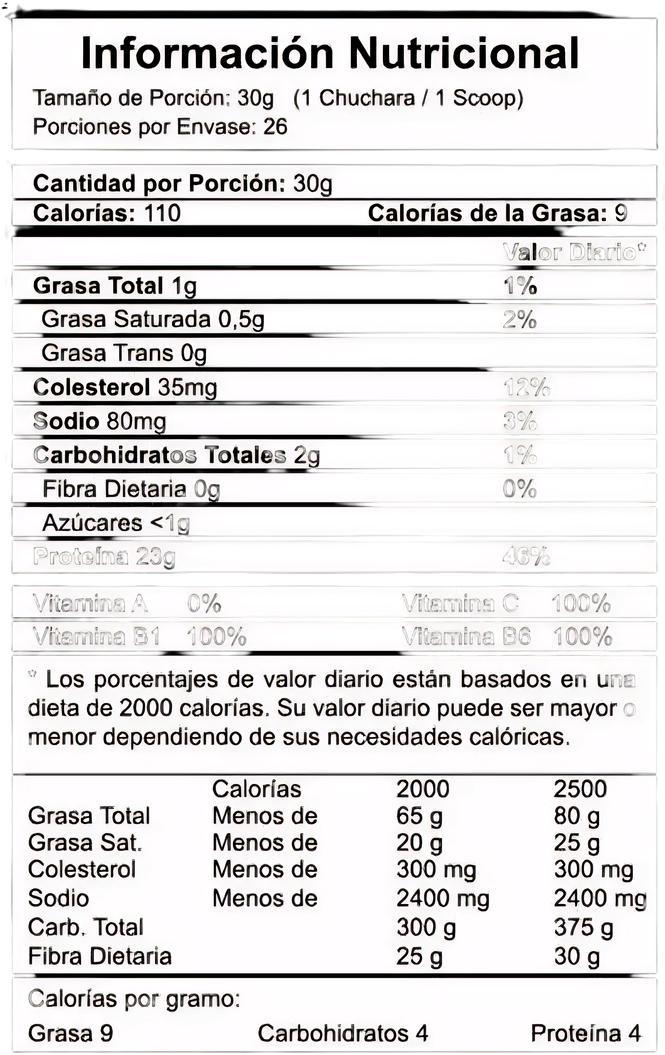 Información Nutricional
Tamaño de Porción: 30g (1 Chuchara / 1 Scoop)
Porciones por Envase: 26
Cantidad por Porción: 30g
Calorías: 110 Calorías de la Grasa: 9
Valor Diario*
Grasa Total 1g 1%
Grasa Saturada 0,5g 2%
Grasa Trans 0g
Colesterol 35mg 12%
Sodio 80mg 3%
Carbohidratos Totales 2g 1%
Fibra Dietaria 0g 0%
Azúcares <1g
Proteína 23g 46%
Vitamina A 0% Vitamina C 100%
Vitamina B1 100% Vitamina B6 100%
* Los porcentajes de valor diario están basados en una
dieta de 2000 calorías. Su valor diario puede ser mayor o
menor dependiendo de sus necesidades calóricas.
Calorías 2000 2500
Grasa Total Menos de 65 g 80 g
Grasa Sat. Menos de 20 g 25 g
Colesterol Menos de 300 mg 300 mg
Sodio Menos de 2400 mg 2400 mg
Carb. Total 300 g 375 g
Fibra Dietaria 25 g 30 g
Calorías por gramo:
Grasa 9 Carbohidratos 4 Proteína 4